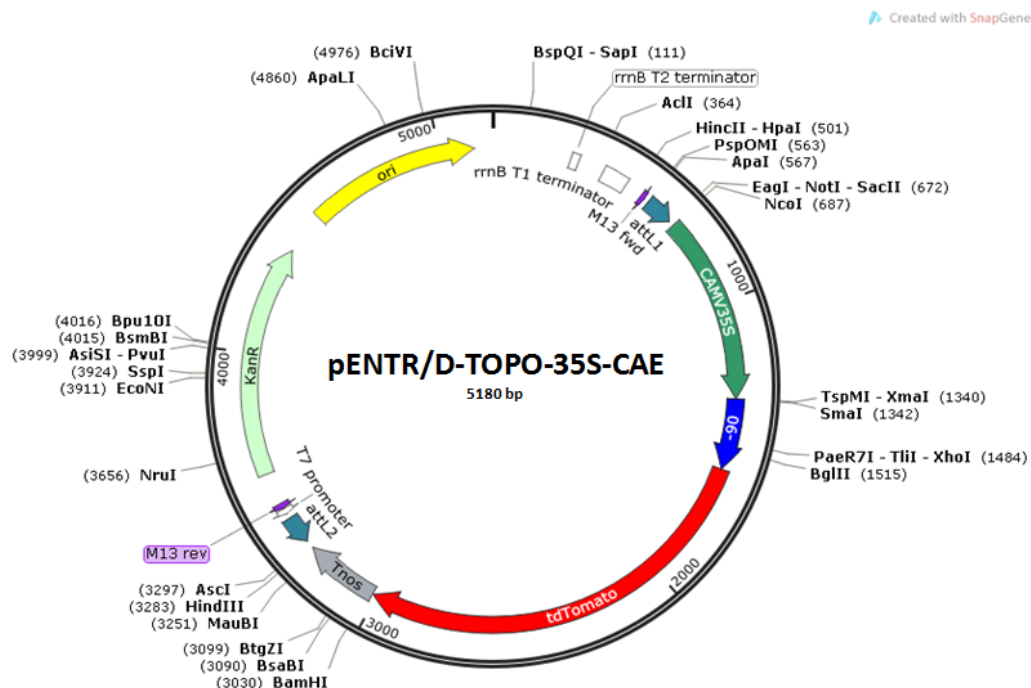 Created with SnapGene
(4976) BciVI
(4860) ApaLI
BspQI - SapI (111)
rrnB T2 terminator
AclI (364)
HincII - HpaI (501)
PspOMI (563)
ApaI (567)
EagI - NotI - SacII (672)
NcoI (687)
5000
ori
rrnB T1 terminator
M13 fwd
attL1
CAMV35S
1000
(4016) Bpu10I
(4015) BsmBI
(3999) AsiSI - PvuI
(3924) SspI
(3911) EcoNI
4000
KanR
pENTR/D-TOPO-35S-CAE
5180 bp
TspMI - XmaI (1340)
SmaI (1342)
-90
PaeR7I - TliI - XhoI (1484)
BglII (1515)
(3656) NruI
T7 promoter
attL2
M13 rev
Tnos
tdTomato
2000
3000
(3297) AscI
(3283) HindIII
(3251) MauBI
(3099) BtgZI
(3090) BsaBI
(3030) BamHI